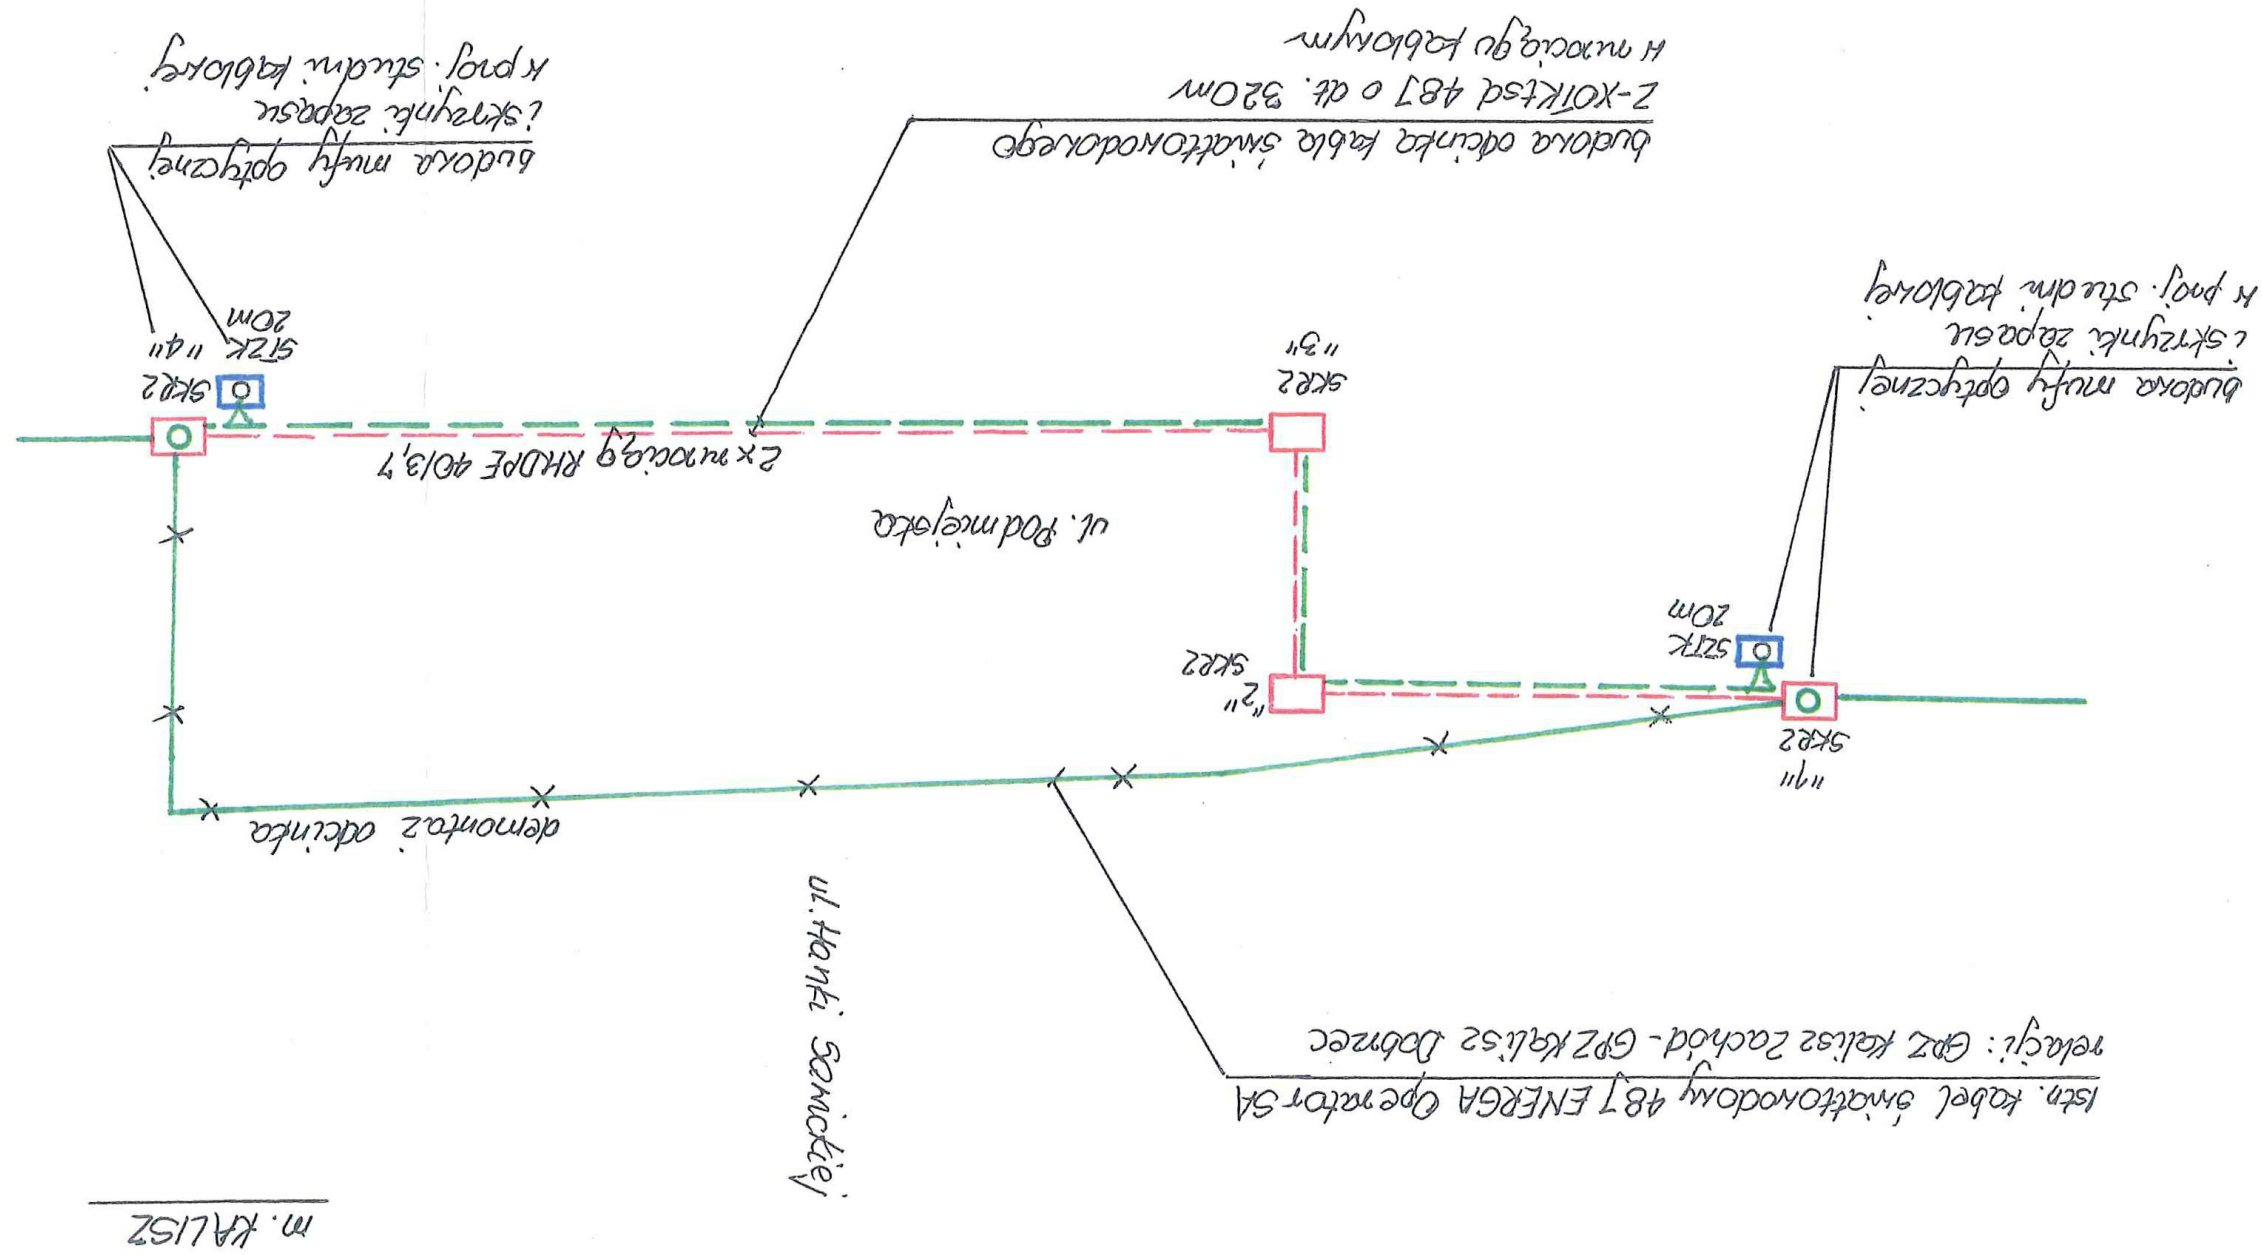 m. KALISZ
Istn. kabel światłowodowy 48J ENERGA Operator SA
relacji: GPZ Kalisz Zachód - GPZ Kalisz Dobrzec
ul. Hanki Sawickiej
demontaż odcinka
"1"
SKR2
SZTK
20m
"2"
SKR2
budowa mufy optycznej
i skrzynki zapasu
w proj. studni kablowej
ul. Podmiejska
2x rurociąg RHDPE 40/3,7
SKR2
"3"
SKR2
"4"
STZK
20m
budowa odcinka kabla światłowodowego
Z-XOTKtsd 48J o dł. 320m
w rurociągu kablowym
budowa mufy optycznej
i skrzynki zapasu
w proj. studni kablowej